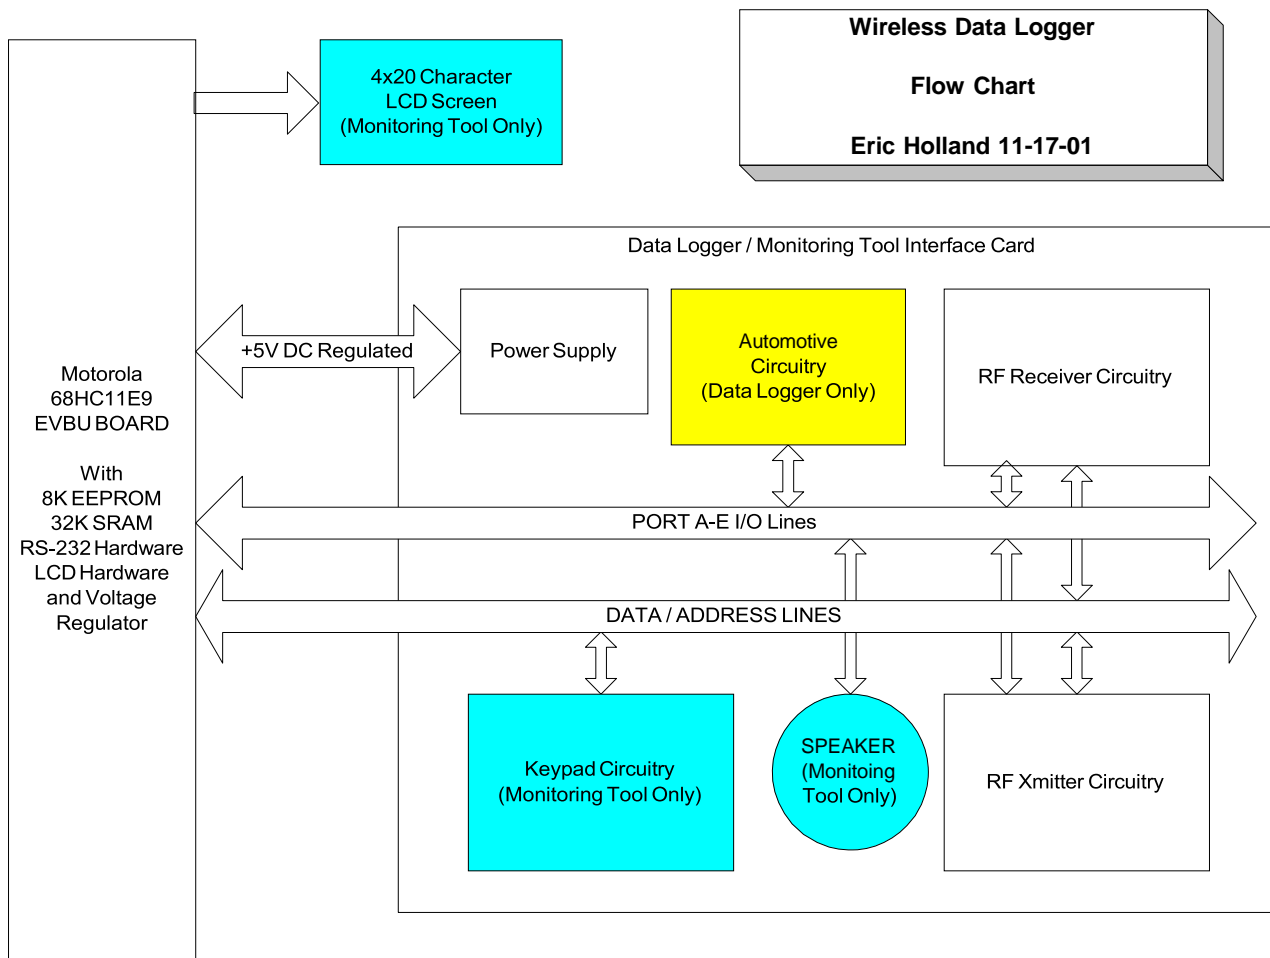 Wireless Data Logger
Flow Chart
Eric Holland 11-17-01
4x20 Character
LCD Screen
(Monitoring Tool Only)
Data Logger / Monitoring Tool Interface Card
+5V DC Regulated
Power Supply
Automotive
Circuitry
(Data Logger Only)
RF Receiver Circuitry
Motorola
68HC11E9
EVBU BOARD
With
8K EEPROM
32K SRAM
RS-232 Hardware
LCD Hardware
and Voltage
Regulator
PORT A-E I/O Lines
DATA / ADDRESS LINES
Keypad Circuitry
(Monitoring Tool Only)
SPEAKER
(Monitoing
Tool Only)
RF Xmitter Circuitry